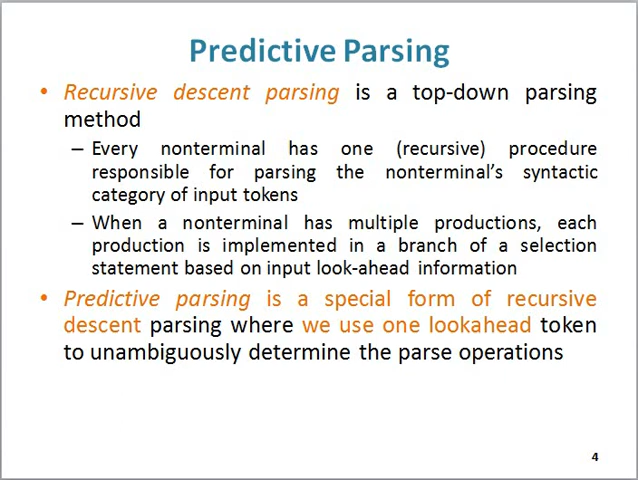 Predictive Parsing
• Recursive descent parsing is a top-down parsing
method
– Every nonterminal has one (recursive) procedure
responsible for parsing the nonterminal's syntactic
category of input tokens
– When a nonterminal has multiple productions, each
production is implemented in a branch of a selection
statement based on input look-ahead information
• Predictive parsing is a special form of recursive
descent parsing where we use one lookahead token
to unambiguously determine the parse operations
4